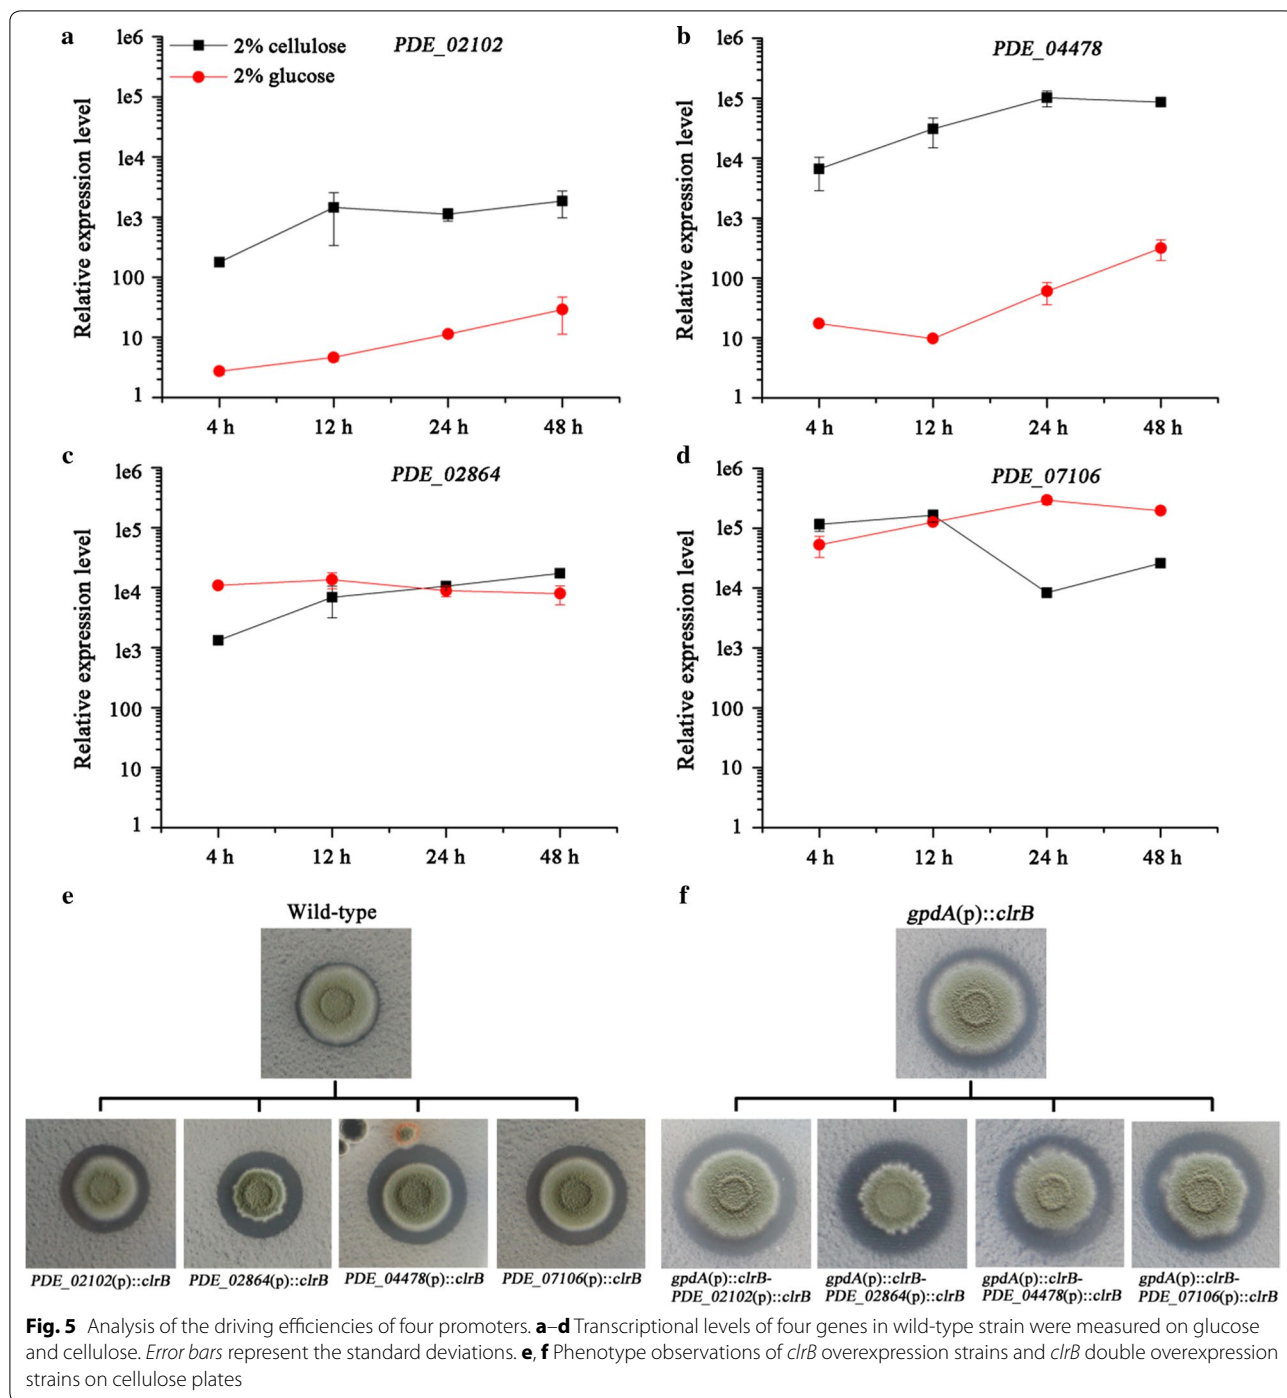 a
2% cellulose
2% glucose
PDE_02102
Relative expression level
1e6
1e5
1e4
1e3
100
10
1
4 h
12 h
24 h
48 h
b
PDE_04478
Relative expression level
1e6
1e5
1e4
1e3
100
10
1
4 h
12 h
24 h
48 h
c
PDE_02864
Relative expression level
1e6
1e5
1e4
1e3
100
10
1
4 h
12 h
24 h
48 h
d
PDE_07106
Relative expression level
1e6
1e5
1e4
1e3
100
10
1
4 h
12 h
24 h
48 h
e
Wild-type
PDE_02102(p)::clrB
PDE_02864(p)::clrB
PDE_04478(p)::clrB
PDE_07106(p)::clrB
f
gpdA(p)::clrB
gpdA(p)::clrB-
PDE_02102(p)::clrB
gpdA(p)::clrB-
PDE_02864(p)::clrB
gpdA(p)::clrB-
PDE_04478(p)::clrB
gpdA(p)::clrB-
PDE_07106(p)::clrB
Fig. 5 Analysis of the driving efficiencies of four promoters. a–d Transcriptional levels of four genes in wild-type strain were measured on glucose
and cellulose. Error bars represent the standard deviations. e, f Phenotype observations of clrB overexpression strains and clrB double overexpression
strains on cellulose plates